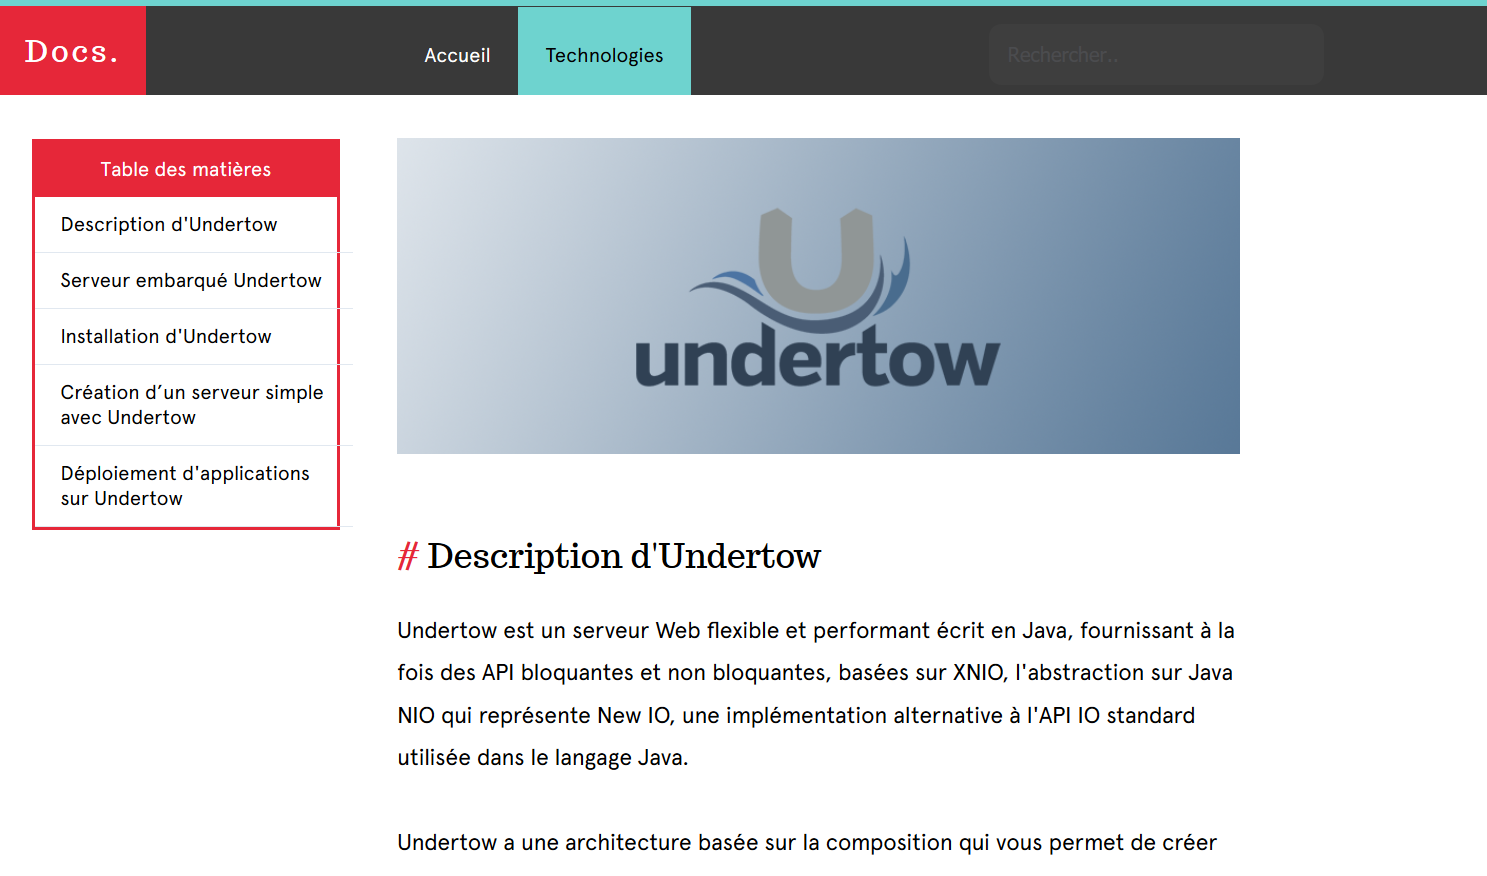 Docs.
Accueil
Technologies
Rechercher..
Table des matières
Description d'Undertow
Serveur embarqué Undertow
Installation d'Undertow
Création d’un serveur simple
avec Undertow
Déploiement d'applications
sur Undertow
undertow
# Description d'Undertow
Undertow est un serveur Web flexible et performant écrit en Java, fournissant à la
fois des API bloquantes et non bloquantes, basées sur XNIO, l'abstraction sur Java
NIO qui représente New IO, une implémentation alternative à l'API IO standard
utilisée dans le langage Java.
Undertow a une architecture basée sur la composition qui vous permet de créer